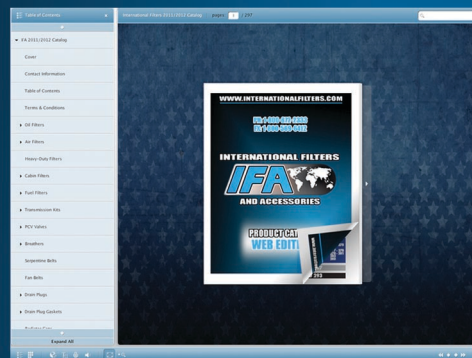 Table of Contents
International Filters 2011/2012 Catalog pages 1 / 197
IFA 2011/2012 Catalog
Cover
Contact Information
Table of Contents
Terms & Conditions
Oil Filters
Air Filters
Heavy-Duty Filters
Cabin Filters
Fuel Filters
Transmission Kits
PCV Valves
Breathers
Serpentine Belts
Fan Belts
Drain Plugs
Drain Plug Gaskets
Expand All
WWW.INTERNATIONALFILTERS.COM
INTERNATIONAL FILTERS
IFA
AND ACCESSORIES
PRODUCT CAT
WEB EDITI